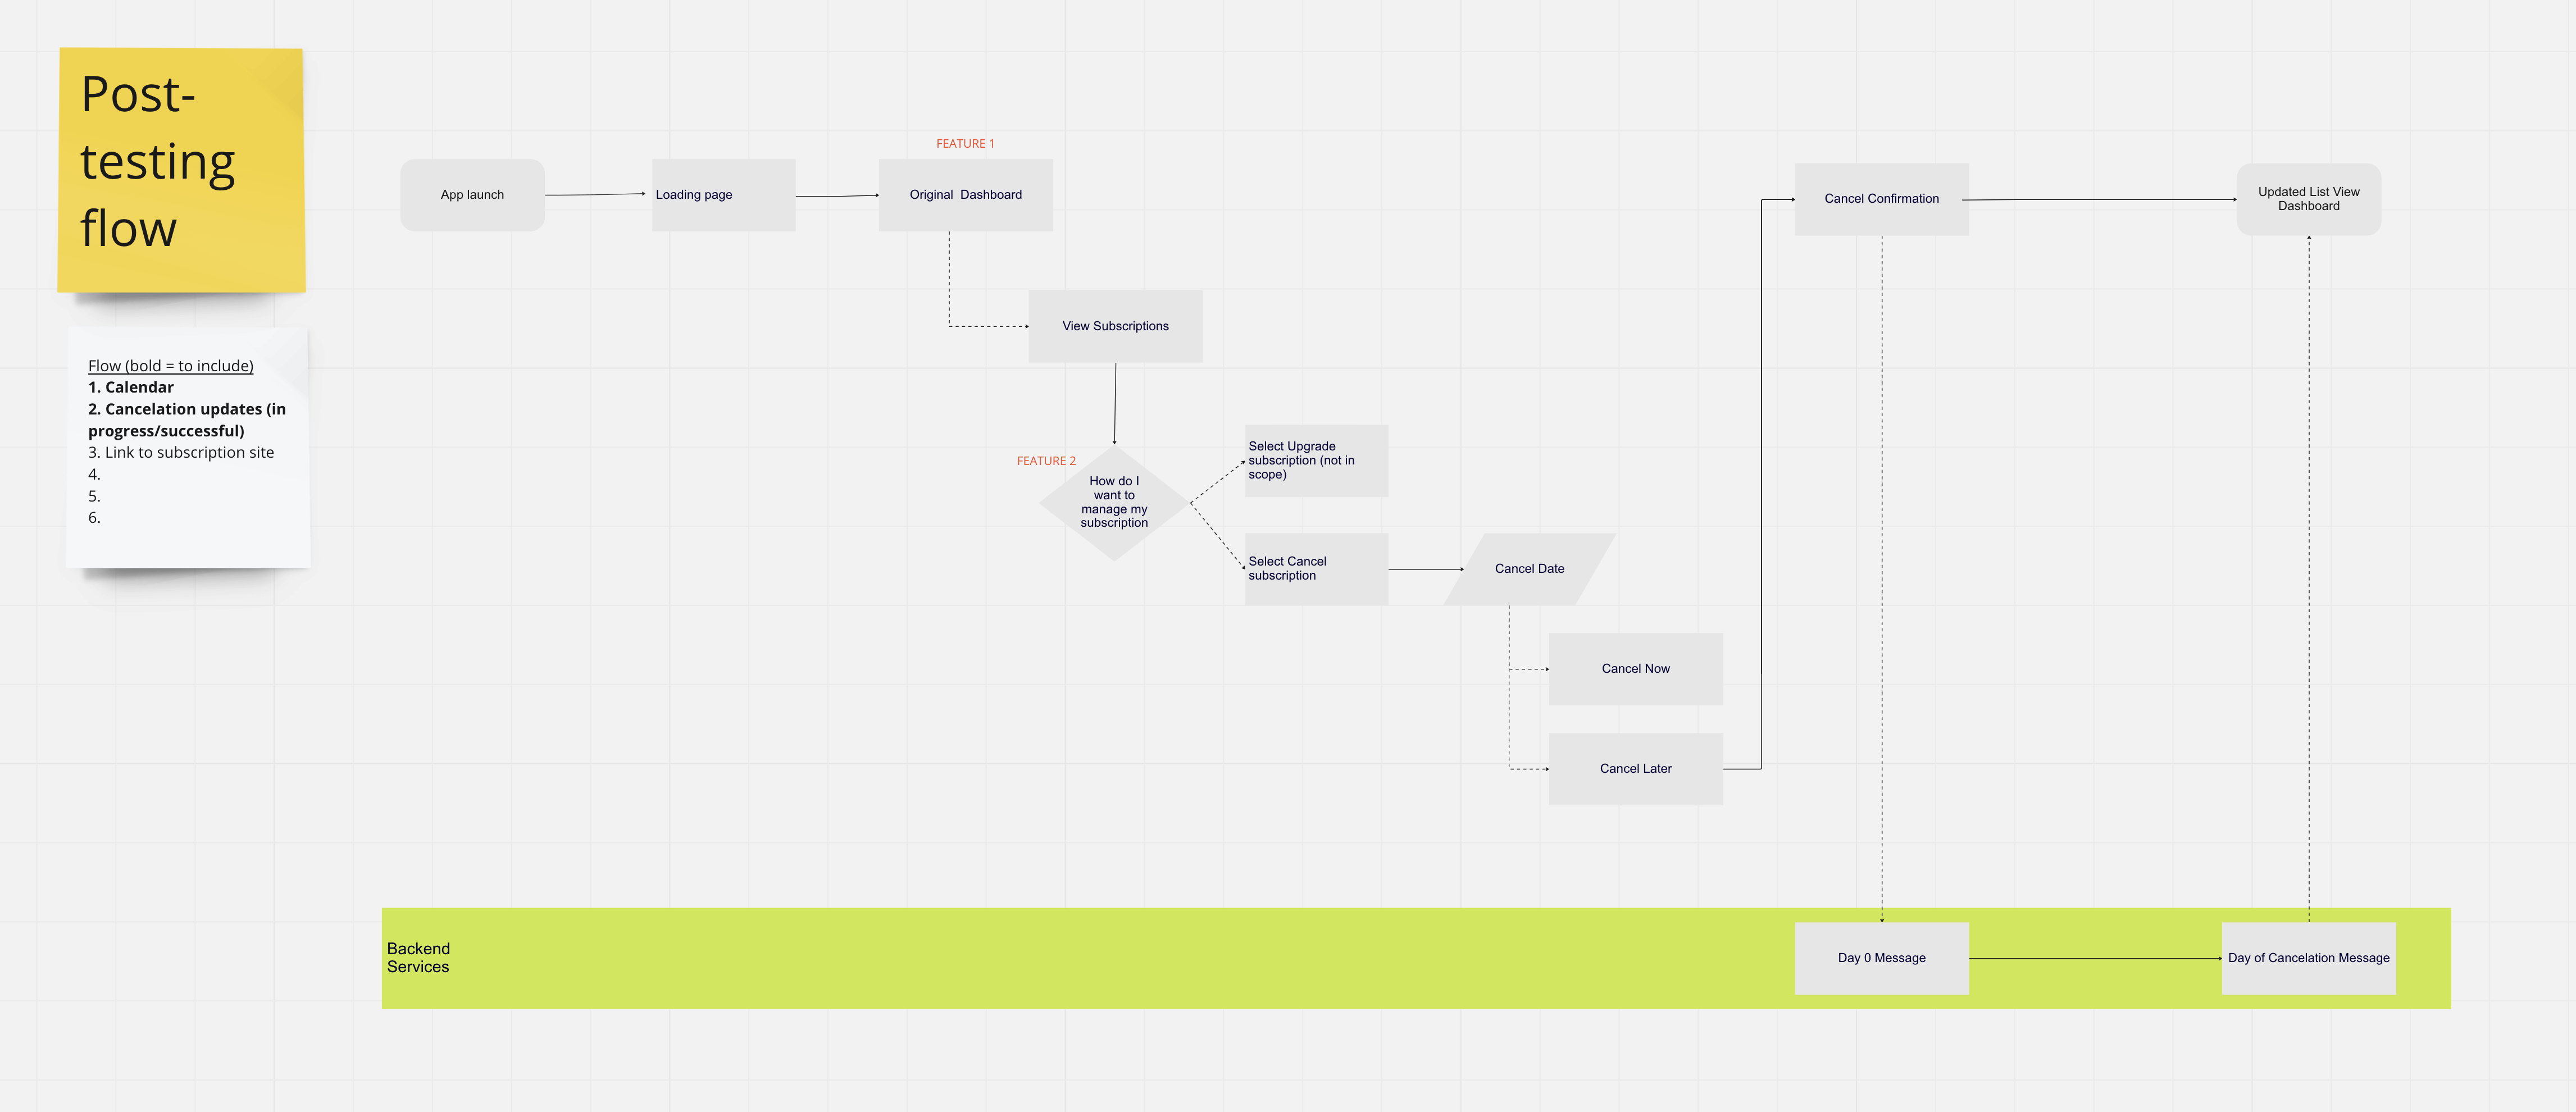 Post-
testing
flow
Flow (bold = to include)
1. Calendar
2. Cancelation updates (in
progress/successful)
3. Link to subscription site
4.
5.
6.
FEATURE 1
App launch
Loading page
Original  Dashboard
View Subscriptions
FEATURE 2
How do I
want to
manage my
subscription
Select Upgrade
subscription (not in
scope)
Select Cancel
subscription
Cancel Date
Cancel Now
Cancel Later
Cancel Confirmation
Updated List View
Dashboard
Backend
Services
Day 0 Message
Day of Cancelation Message